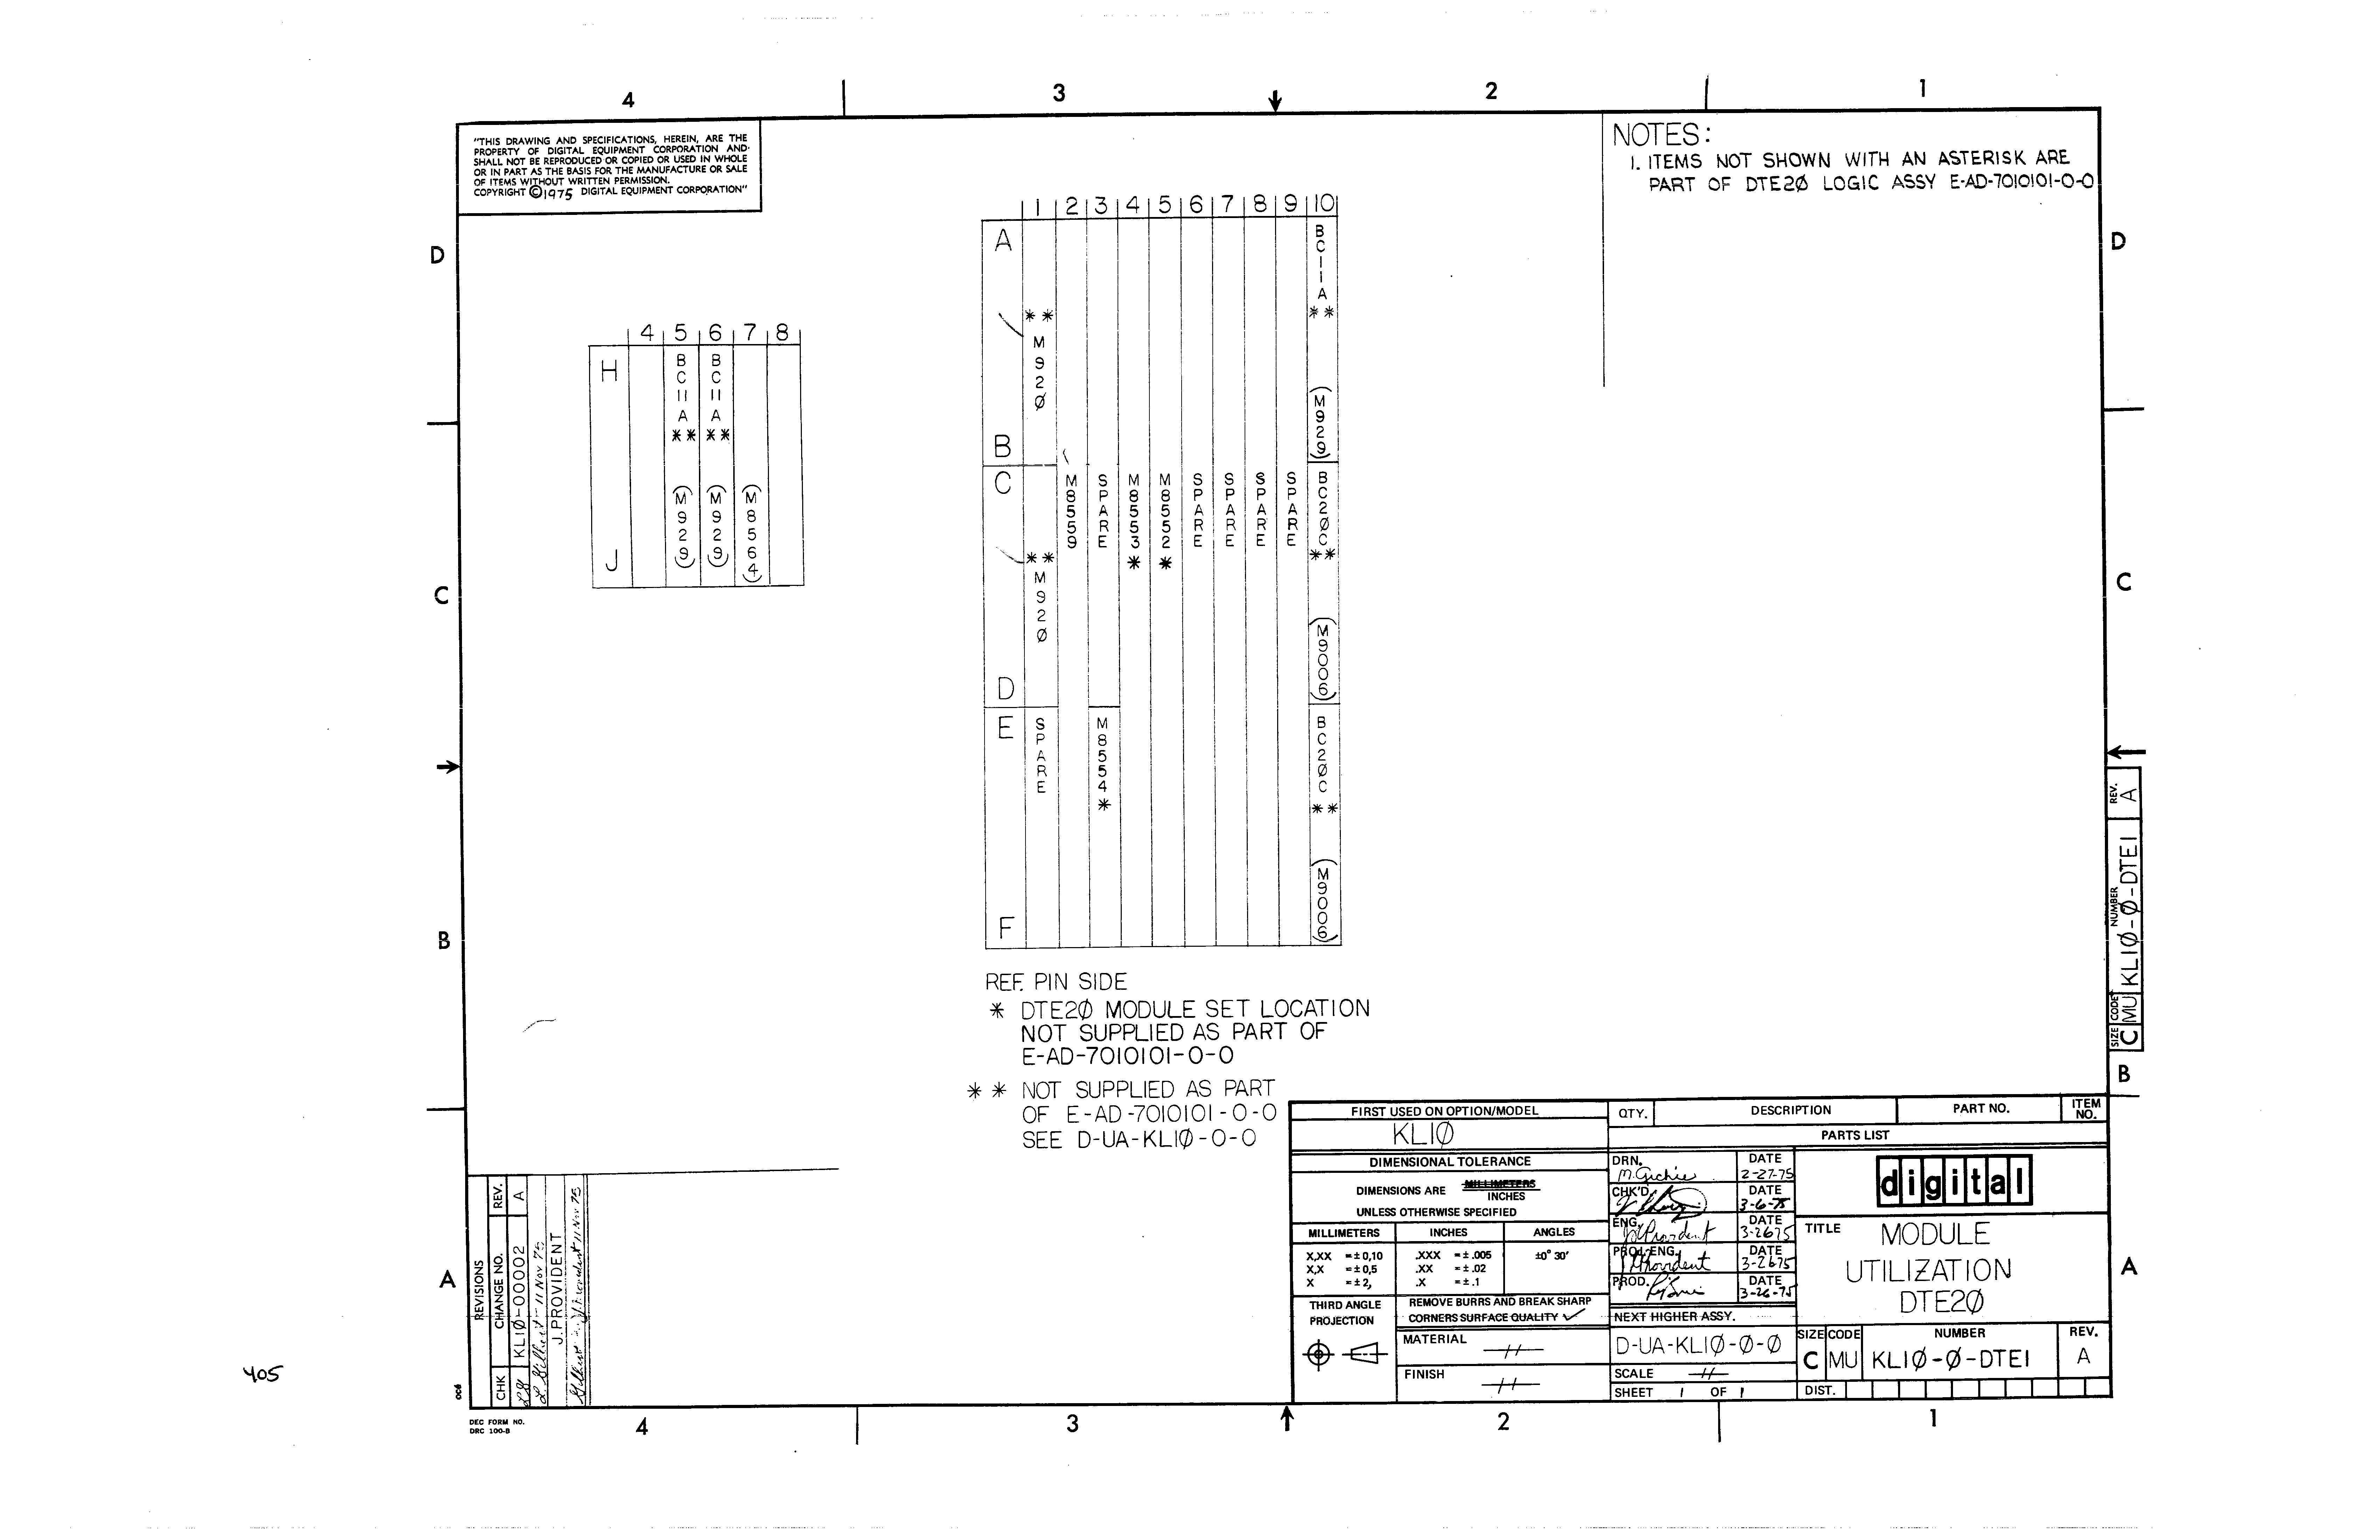 4 3 2 1
"THIS DRAWING AND SPECIFICATIONS, HEREIN, ARE THE
PROPERTY OF DIGITAL EQUIPMENT CORPORATION AND
SHALL NOT BE REPRODUCED OR COPIED OR USED IN WHOLE
OR IN PART AS THE BASIS FOR THE MANUFACTURE OR SALE
OF ITEMS WITHOUT WRITTEN PERMISSION.
COPYRIGHT ©1975 DIGITAL EQUIPMENT CORPORATION"
NOTES:
1. ITEMS NOT SHOWN WITH AN ASTERISK ARE
PART OF DTE2Ø LOGIC ASSY E-AD-7010101-0-0
D
D
4 5 6 7 8
H
J
BC11A ** (M929)
BC11A ** (M929)
(M8564)
1 2 3 4 5 6 7 8 9 10
A
B
C
D
E
F
** M92Ø
** M92Ø
SPARE
M8559
SPARE
M8554 *
M8553 *
M8552 *
SPARE
SPARE
SPARE
SPARE
BC11A ** (M929)
BC2ØC ** (M9006)
BC2ØC ** (M9006)
C
C
B
B
REF. PIN SIDE
* DTE2Ø MODULE SET LOCATION
NOT SUPPLIED AS PART OF
E-AD-7010101-0-0
** NOT SUPPLIED AS PART
OF E-AD-7010101-0-0
SEE D-UA-KL1Ø-0-0
SIZE CODE NUMBER REV.
C MU KL1Ø-Ø-DTE1 A
FIRST USED ON OPTION/MODEL
KL1Ø
QTY. DESCRIPTION PART NO. ITEM NO.
PARTS LIST
DIMENSIONAL TOLERANCE
DIMENSIONS ARE MILLIMETERS
INCHES
UNLESS OTHERWISE SPECIFIED
MILLIMETERS INCHES ANGLES
X,XX =±0,10 .XXX =±.005 ±0° 30'
X,X =±0,5 .XX =±.02
X =±2, .X =±.1
THIRD ANGLE
PROJECTION
REMOVE BURRS AND BREAK SHARP
CORNERS SURFACE QUALITY ✓
MATERIAL
FINISH
DRN. DATE
2-27-75
CHK'D. DATE
3-6-75
ENG. J. Provident DATE
3-26 75
PROJ. ENG. J Provident DATE
3-26 75
PROD. DATE
3-26-75
NEXT HIGHER ASSY.
D-UA-KL1Ø-Ø-Ø
SCALE
SHEET 1 OF 1
digital
TITLE MODULE
UTILIZATION
DTE2Ø
SIZE CODE NUMBER REV.
C MU KL1Ø-Ø-DTE1 A
DIST.
A
A
REVISIONS
CHK CHANGE NO. REV.
KL1Ø-00002 A
L. Gilbert 11 Nov 75
J. PROVIDENT
11 Nov 75
405
DEC FORM NO.
DRC 100-B
4 3 2 1